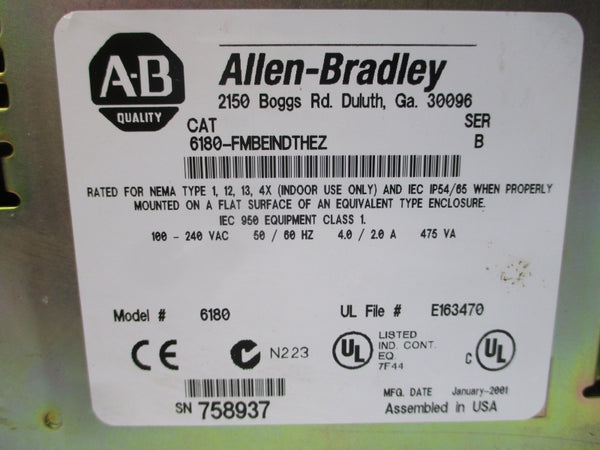 A-B
QUALITY
Allen-Bradley
2150 Boggs Rd. Duluth, Ga. 30096
CAT SER
6180-FMBEINDTHEZ B
RATED FOR NEMA TYPE 1, 12, 13, 4X (INDOOR USE ONLY) AND IEC IP54/65 WHEN PROPERLY
MOUNTED ON A FLAT SURFACE OF AN EQUIVALENT TYPE ENCLOSURE.
IEC 950 EQUIPMENT CLASS 1.
100 - 240 VAC 50 / 60 HZ 4.0 / 2.0 A 475 VA
Model # 6180 UL File # E163470
CE N223 UL LISTED
IND. CONT.
EQ.
7F44
C UL
SN 758937
MFG. DATE January-2001
Assembled in USA